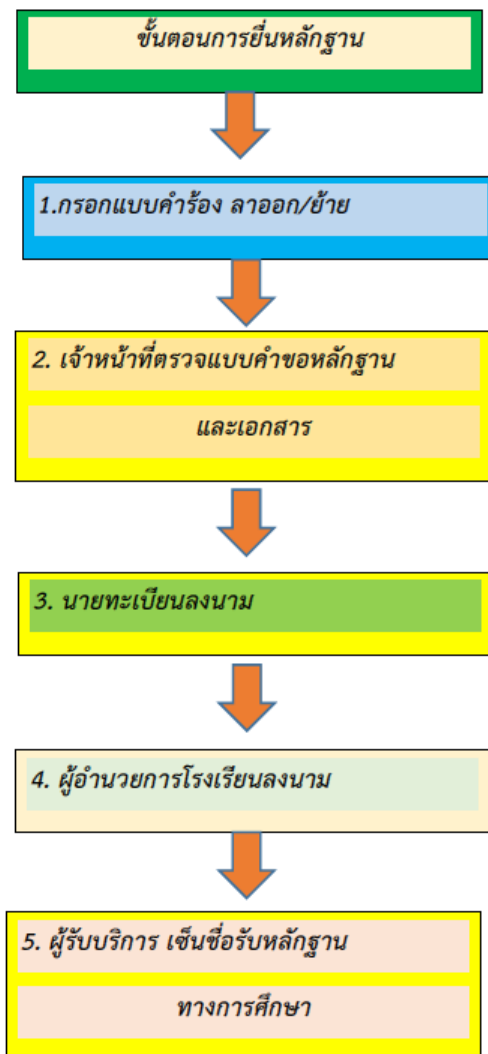 ขั้นตอนการยื่นหลักฐาน
1.กรอกแบบคำร้อง ลาออก/ย้าย
2. เจ้าหน้าที่ตรวจแบบคำขอหลักฐาน
และเอกสาร
3. นายทะเบียนลงนาม
4. ผู้อำนวยการโรงเรียนลงนาม
5. ผู้รับบริการ เซ็นชื่อรับหลักฐาน
ทางการศึกษา